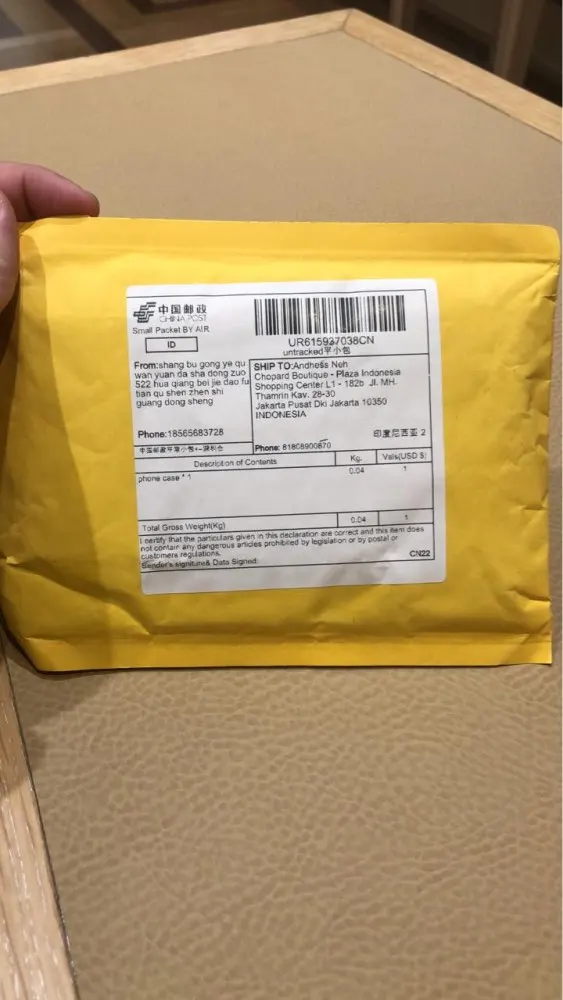 中国邮政
CHINA POST
Small Packet BY AIR
ID
UR615937038CN
untracked平小包
From:shang bu gong ye qu
wan yuan da sha dong zuo
522 hua qiang bei jie dao fu
tian qu shen zhen shi
guang dong sheng
Phone:18565683728
SHIP TO:Andhess Neh
Chopard Boutique - Plaza Indonesia
Shopping Center L1 - 182b Jl. MH.
Thamrin Kav. 28-30
Jakarta Pusat Dki Jakarta 10350
INDONESIA
印度尼西亚 2
Phone: 81808900870
Description of Contents
Kg.
Vals(USD $)
phone case * 1
0.04
1
Total Gross Weight(Kg)
0.04
1
I certify that the particulars given in this declaration are correct and this item does
not contain any dangerous articles prohibited by legislation or by postal or
customers regulations.
Sender's signiture& Data Signed:
CN22